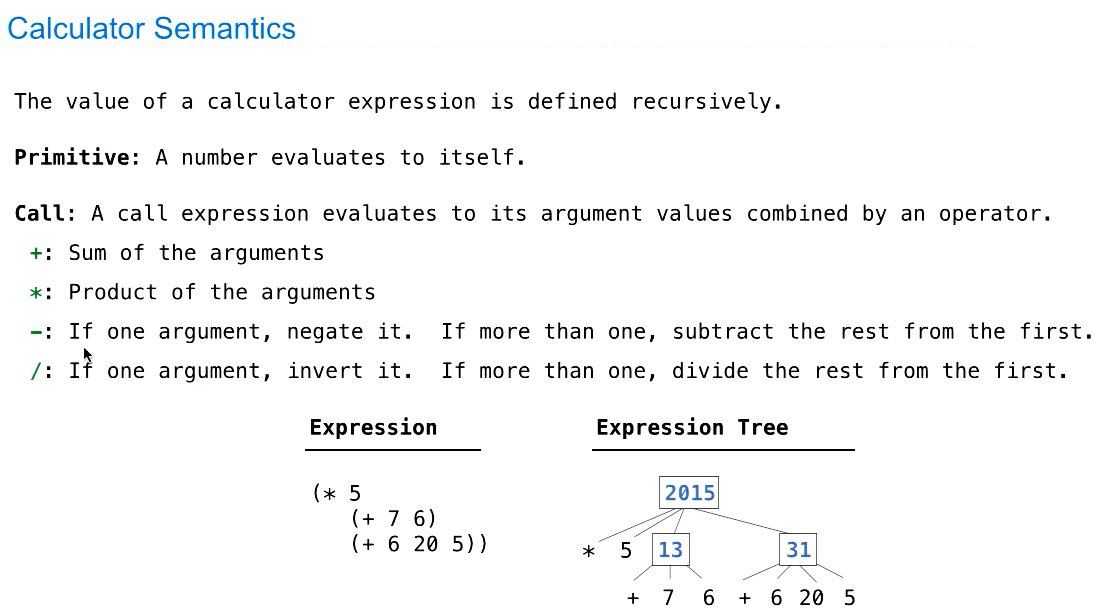 Calculator Semantics
The value of a calculator expression is defined recursively.
Primitive: A number evaluates to itself.
Call: A call expression evaluates to its argument values combined by an operator.
+: Sum of the arguments
*: Product of the arguments
-: If one argument, negate it. If more than one, subtract the rest from the first.
/: If one argument, invert it. If more than one, divide the rest from the first.
Expression
(* 5
(+ 7 6)
(+ 6 20 5))
Expression Tree
2015
* 5 13 31
+ 7 6 + 6 20 5